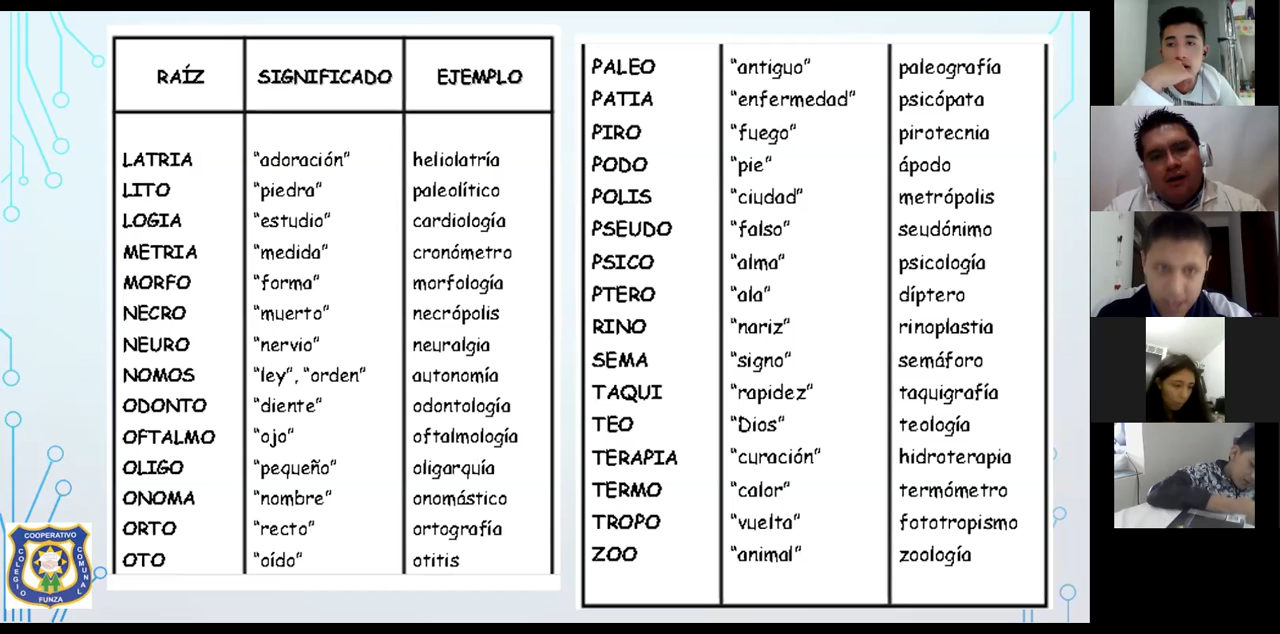 RAÍZ SIGNIFICADO EJEMPLO
LATRIA "adoración" heliolatría
LITO "piedra" paleolítico
LOGIA "estudio" cardiología
METRIA "medida" cronómetro
MORFO "forma" morfología
NECRO "muerto" necrópolis
NEURO "nervio" neuralgia
NOMOS "ley", "orden" autonomía
ODONTO "diente" odontología
OFTALMO "ojo" oftalmología
OLIGO "pequeño" oligarquía
ONOMA "nombre" onomástico
ORTO "recto" ortografía
OTO "oído" otitis
PALEO "antiguo" paleografía
PATIA "enfermedad" psicópata
PIRO "fuego" pirotecnia
PODO "pie" ápodo
POLIS "ciudad" metrópolis
PSEUDO "falso" seudónimo
PSICO "alma" psicología
PTERO "ala" díptero
RINO "nariz" rinoplastia
SEMA "signo" semáforo
TAQUI "rapidez" taquigrafía
TEO "Dios" teología
TERAPIA "curación" hidroterapia
TERMO "calor" termómetro
TROPO "vuelta" fototropismo
ZOO "animal" zoología
COOPERATIVO
COLEGIO
COMUNAL
FUNZA